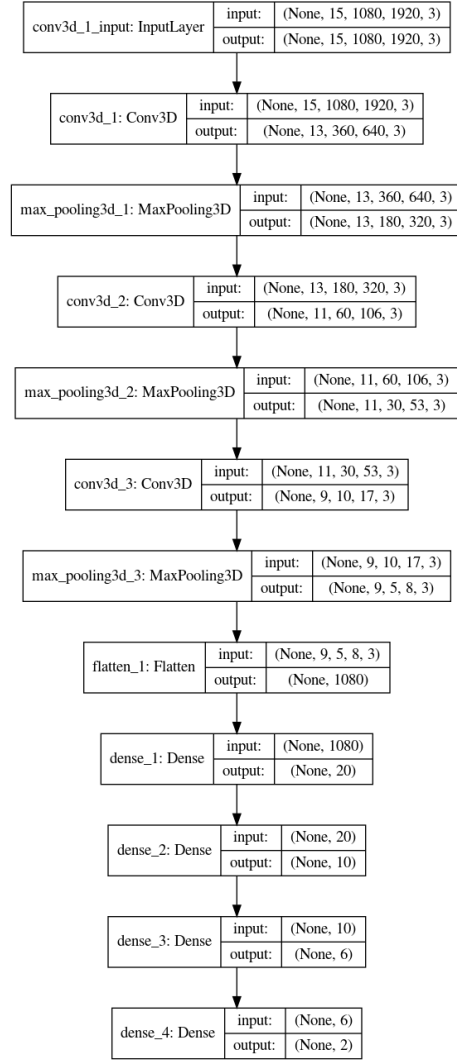 conv3d_1_input: InputLayer
input: (None, 15, 1080, 1920, 3)
output: (None, 15, 1080, 1920, 3)
conv3d_1: Conv3D
input: (None, 15, 1080, 1920, 3)
output: (None, 13, 360, 640, 3)
max_pooling3d_1: MaxPooling3D
input: (None, 13, 360, 640, 3)
output: (None, 13, 180, 320, 3)
conv3d_2: Conv3D
input: (None, 13, 180, 320, 3)
output: (None, 11, 60, 106, 3)
max_pooling3d_2: MaxPooling3D
input: (None, 11, 60, 106, 3)
output: (None, 11, 30, 53, 3)
conv3d_3: Conv3D
input: (None, 11, 30, 53, 3)
output: (None, 9, 10, 17, 3)
max_pooling3d_3: MaxPooling3D
input: (None, 9, 10, 17, 3)
output: (None, 9, 5, 8, 3)
flatten_1: Flatten
input: (None, 9, 5, 8, 3)
output: (None, 1080)
dense_1: Dense
input: (None, 1080)
output: (None, 20)
dense_2: Dense
input: (None, 20)
output: (None, 10)
dense_3: Dense
input: (None, 10)
output: (None, 6)
dense_4: Dense
input: (None, 6)
output: (None, 2)